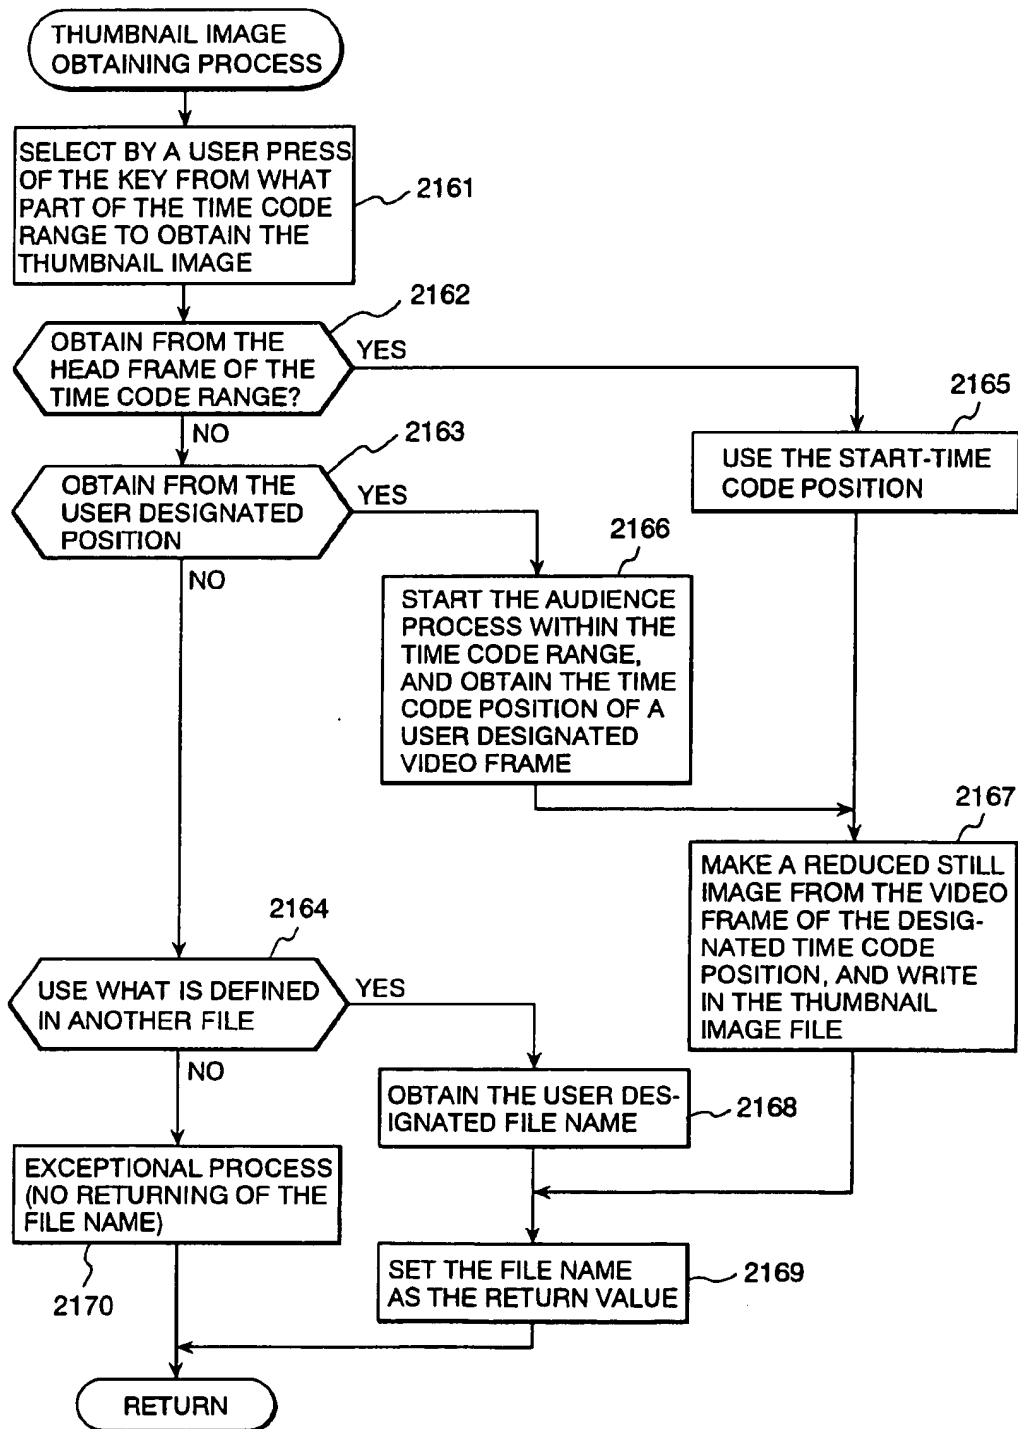 THUMBNAIL IMAGE
OBTAINING PROCESS
SELECT BY A USER PRESS
OF THE KEY FROM WHAT
PART OF THE TIME CODE
RANGE TO OBTAIN THE
THUMBNAIL IMAGE
2161
2162
OBTAIN FROM THE
HEAD FRAME OF THE
TIME CODE RANGE?
YES
NO
2165
USE THE START-TIME
CODE POSITION
2163
OBTAIN FROM THE
USER DESIGNATED
POSITION
YES
NO
2166
START THE AUDIENCE
PROCESS WITHIN THE
TIME CODE RANGE,
AND OBTAIN THE TIME
CODE POSITION OF A
USER DESIGNATED
VIDEO FRAME
2167
MAKE A REDUCED STILL
IMAGE FROM THE VIDEO
FRAME OF THE DESIG-
NATED TIME CODE
POSITION, AND WRITE
IN THE THUMBNAIL
IMAGE FILE
2164
USE WHAT IS DEFINED
IN ANOTHER FILE
YES
NO
OBTAIN THE USER DES-
IGNATED FILE NAME
2168
EXCEPTIONAL PROCESS
(NO RETURNING OF THE
FILE NAME)
2170
SET THE FILE NAME
AS THE RETURN VALUE
2169
RETURN